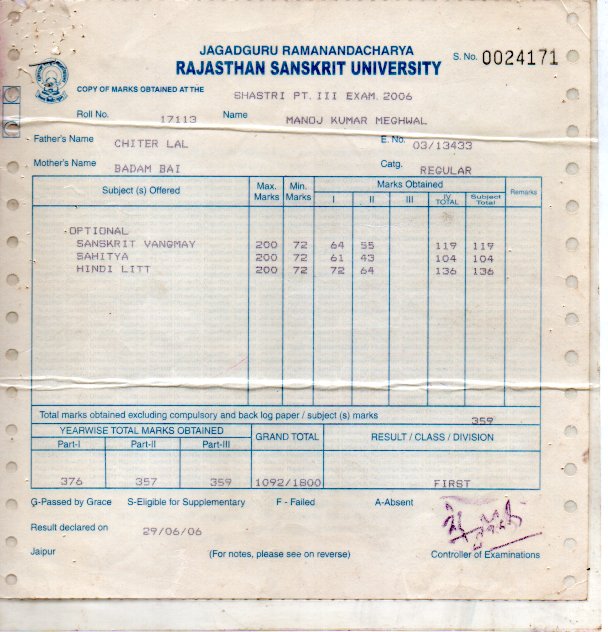 JAGADGURU RAMANANDACHARYA
RAJASTHAN SANSKRIT UNIVERSITY
S. No. 0024171
COPY OF MARKS OBTAINED AT THE SHASTRI PT. III EXAM. 2006
Roll No. 17113 Name MANOJ KUMAR MEGHWAL
Father's Name CHITER LAL E. No. 03/13433
Mother's Name BADAM BAI Catg. REGULAR
Subject (s) Offered Max. Marks Min. Marks Marks Obtained Remarks
I II III IV TOTAL Subject Total
OPTIONAL
SANSKRIT VANGMAY 200 72 64 55 119 119
SAHITYA 200 72 61 43 104 104
HINDI LITT 200 72 72 64 136 136
Total marks obtained excluding compulsory and back log paper / subject (s) marks 359
YEARWISE TOTAL MARKS OBTAINED GRAND TOTAL RESULT / CLASS / DIVISION
Part-I Part-II Part-III
376 357 359 1092/1800 FIRST
G-Passed by Grace S-Eligible for Supplementary F - Failed A-Absent
Result declared on 29/06/06
Jaipur (For notes, please see on reverse) Controller of Examinations